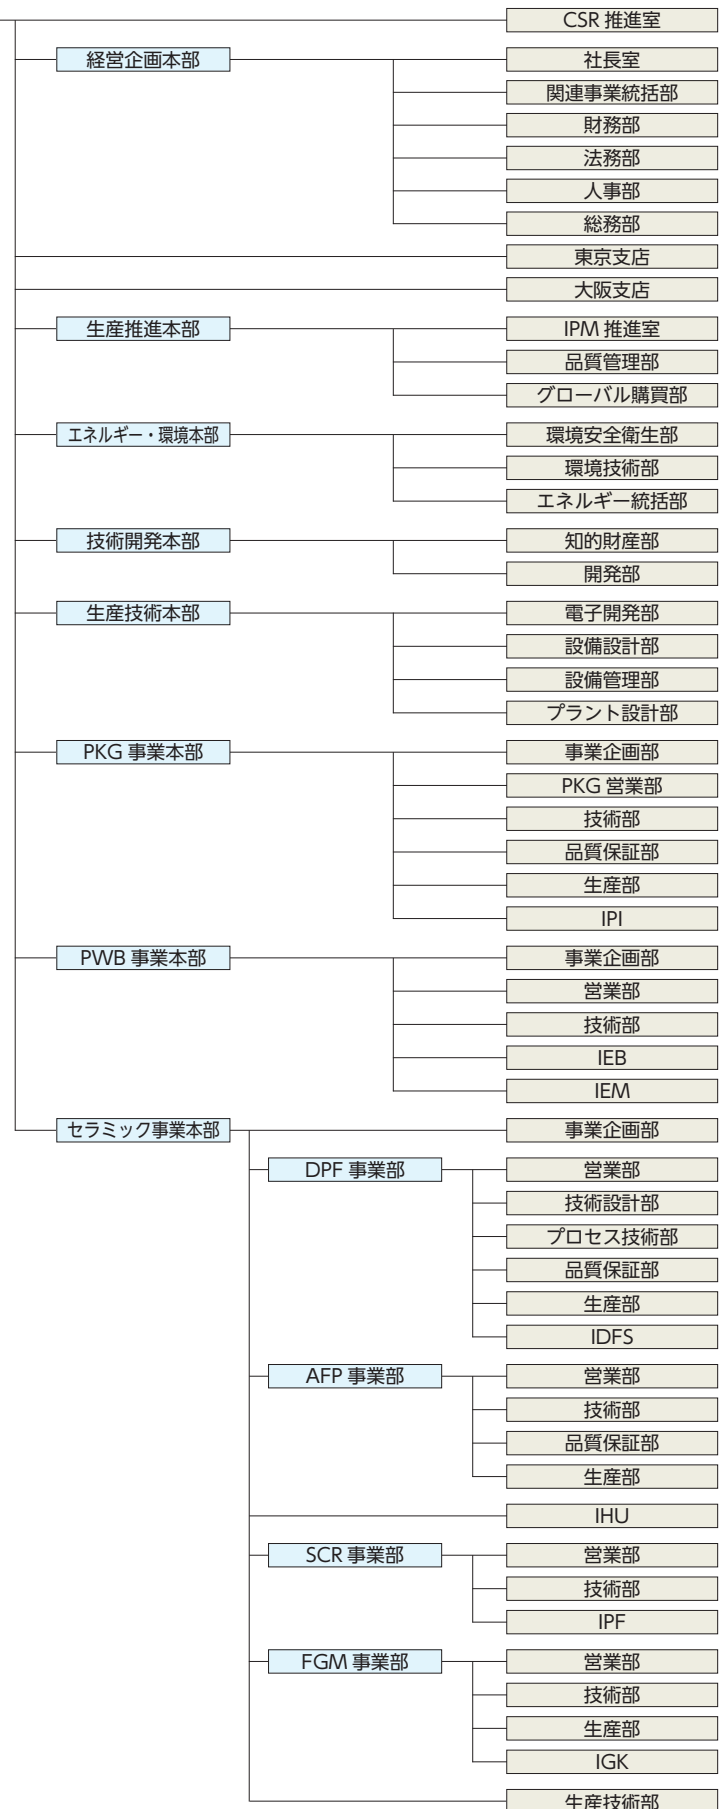 CSR 推進室
経営企画本部
社長室
関連事業統括部
財務部
法務部
人事部
総務部
東京支店
大阪支店
生産推進本部
IPM 推進室
品質管理部
グローバル購買部
エネルギー・環境本部
環境安全衛生部
環境技術部
エネルギー統括部
技術開発本部
知的財産部
開発部
生産技術本部
電子開発部
設備設計部
設備管理部
プラント設計部
PKG 事業本部
事業企画部
PKG 営業部
技術部
品質保証部
生産部
IPI
PWB 事業本部
事業企画部
営業部
技術部
IEB
IEM
セラミック事業本部
事業企画部
DPF 事業部
営業部
技術設計部
プロセス技術部
品質保証部
生産部
IDFS
AFP 事業部
営業部
技術部
品質保証部
生産部
IHU
SCR 事業部
営業部
技術部
IPF
FGM 事業部
営業部
技術部
生産部
IGK
生産技術部